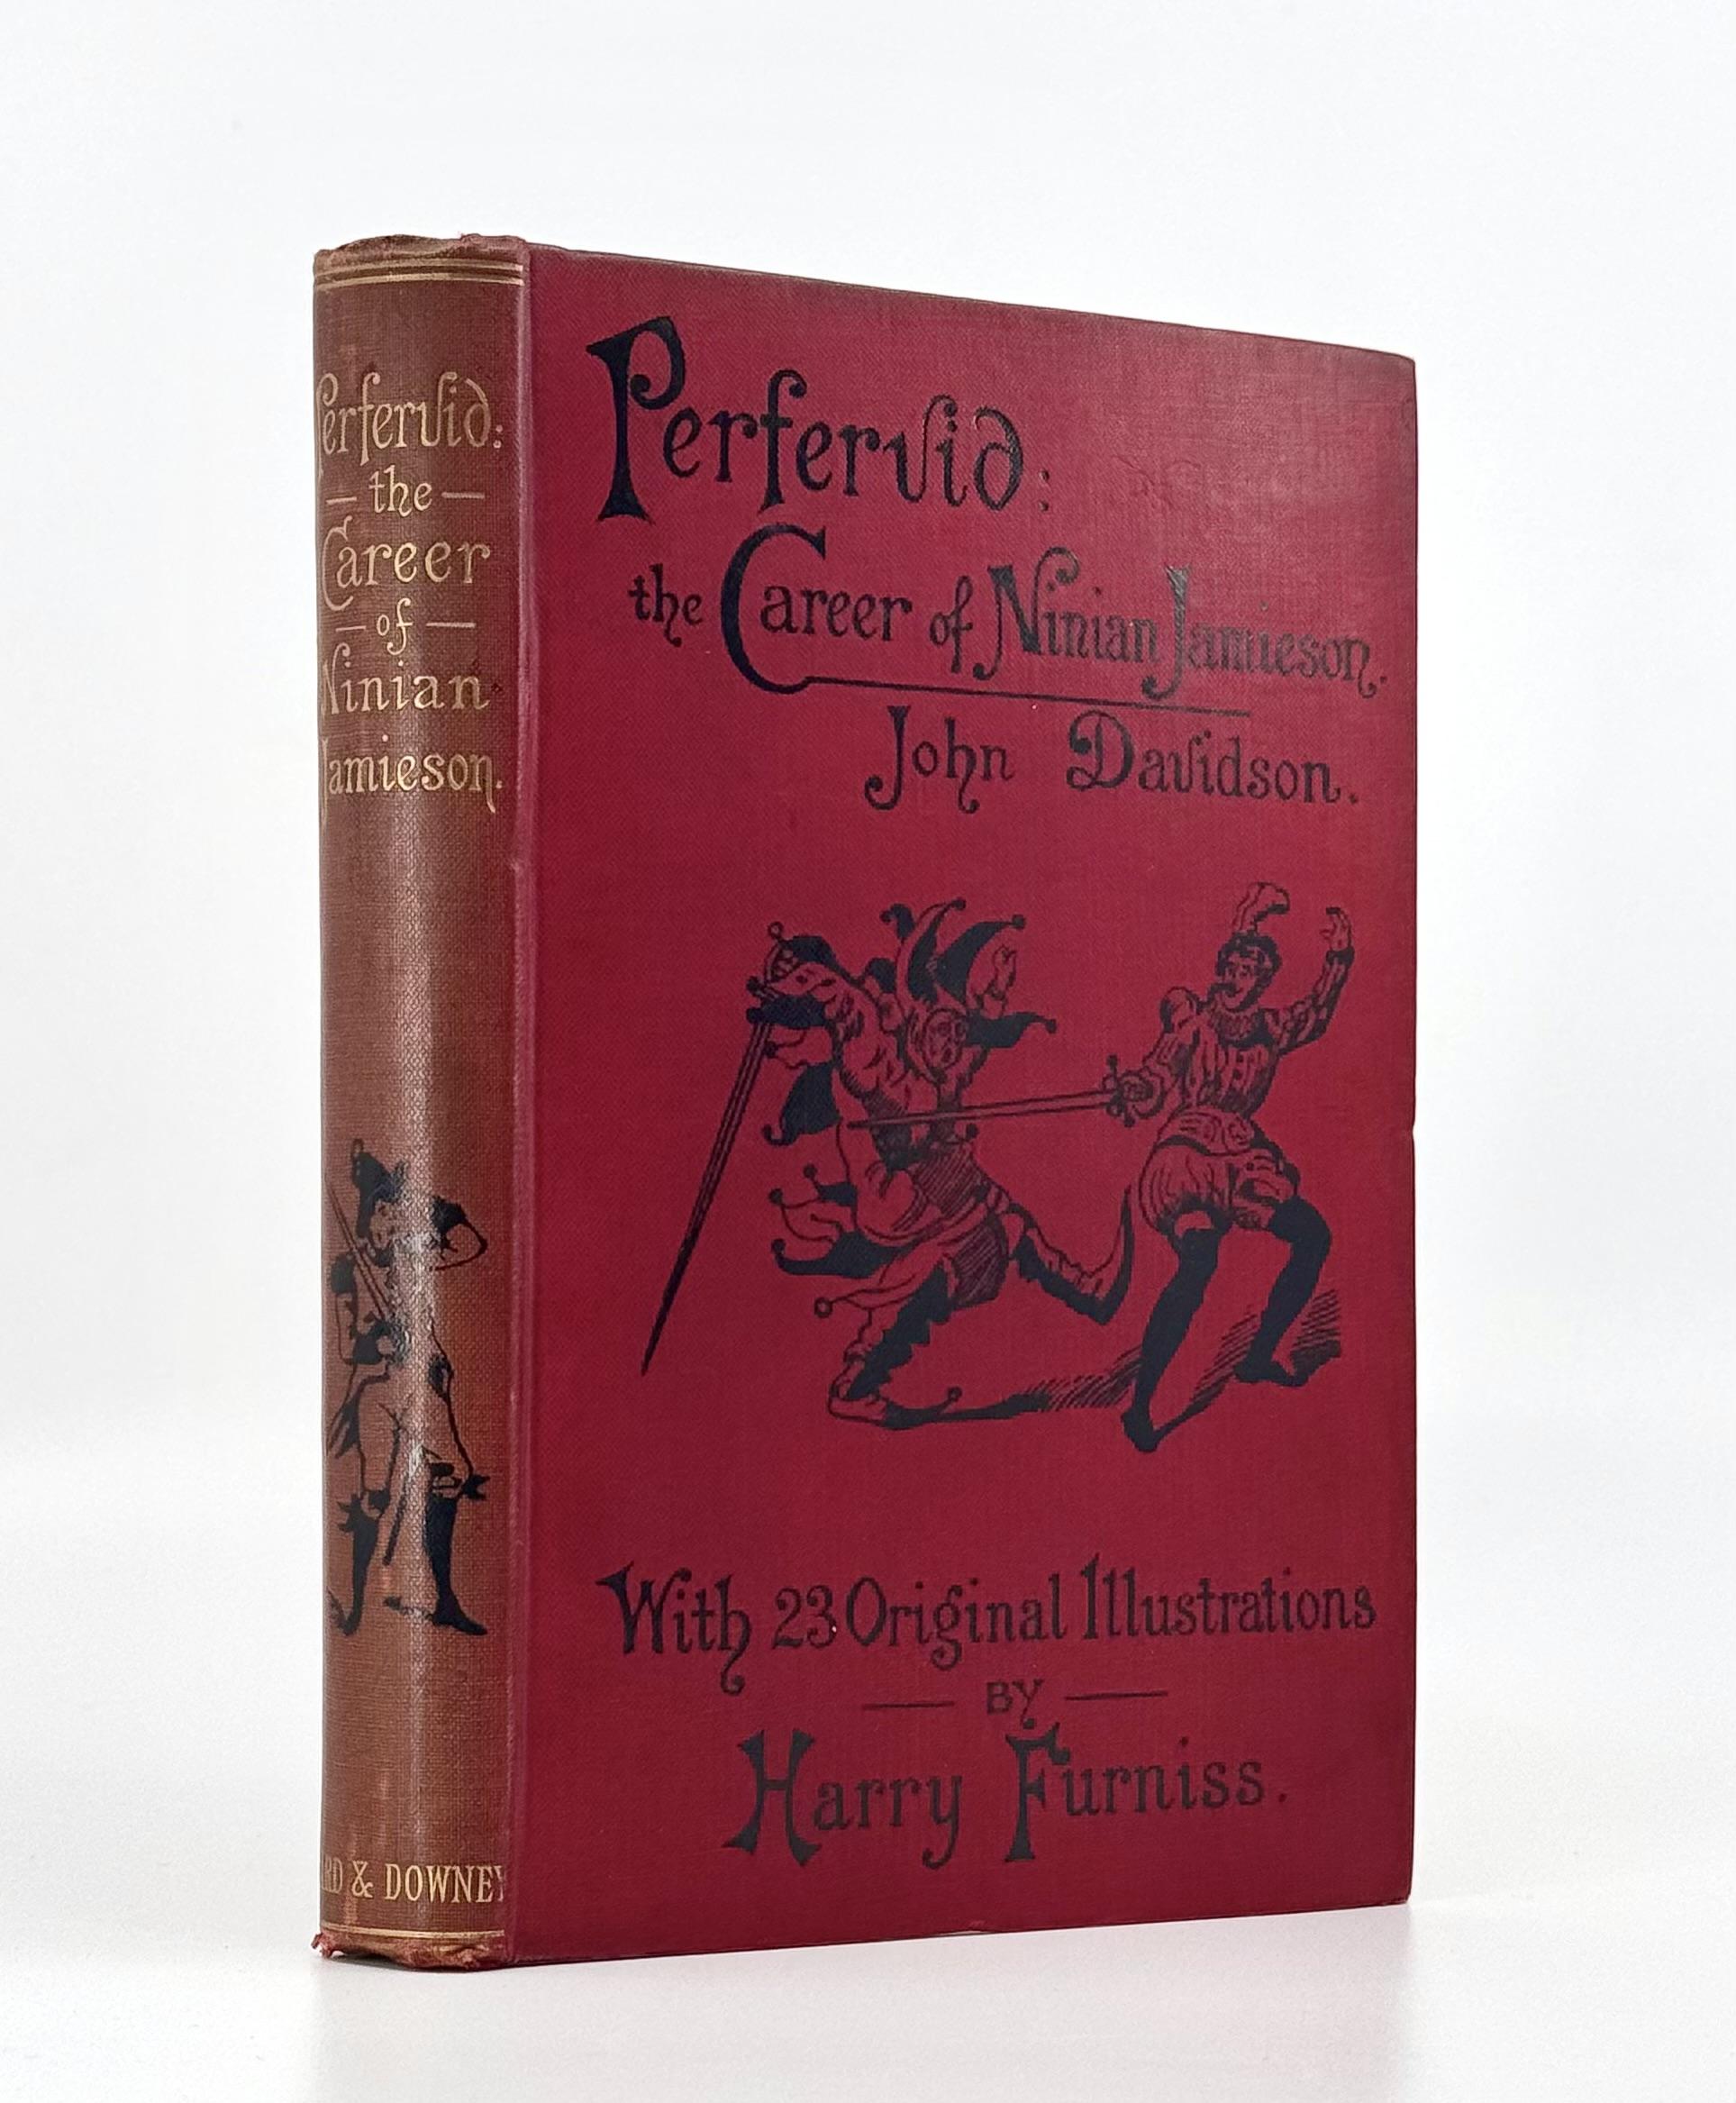 Perfervid:
the
Career
of
Ninian
Jamieson.
& DOWNEY
Perfervid:
the Career of Ninian Jamieson.
John Davidson.
With 23 Original Illustrations
BY
Harry Furniss.